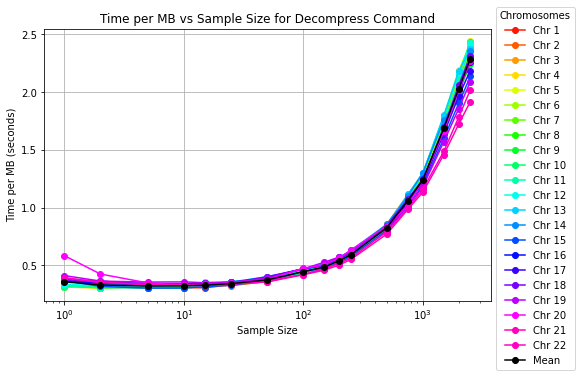 Time per MB vs Sample Size for Decompress Command
Chromosomes
Chr 1
Chr 2
Chr 3
Chr 4
Chr 5
Chr 6
Chr 7
Chr 8
Chr 9
Chr 10
Chr 11
Chr 12
Chr 13
Chr 14
Chr 15
Chr 16
Chr 17
Chr 18
Chr 19
Chr 20
Chr 21
Chr 22
Mean
Time per MB (seconds)
2.5
2.0
1.5
1.0
0.5
10⁰
10¹
10²
10³
Sample Size